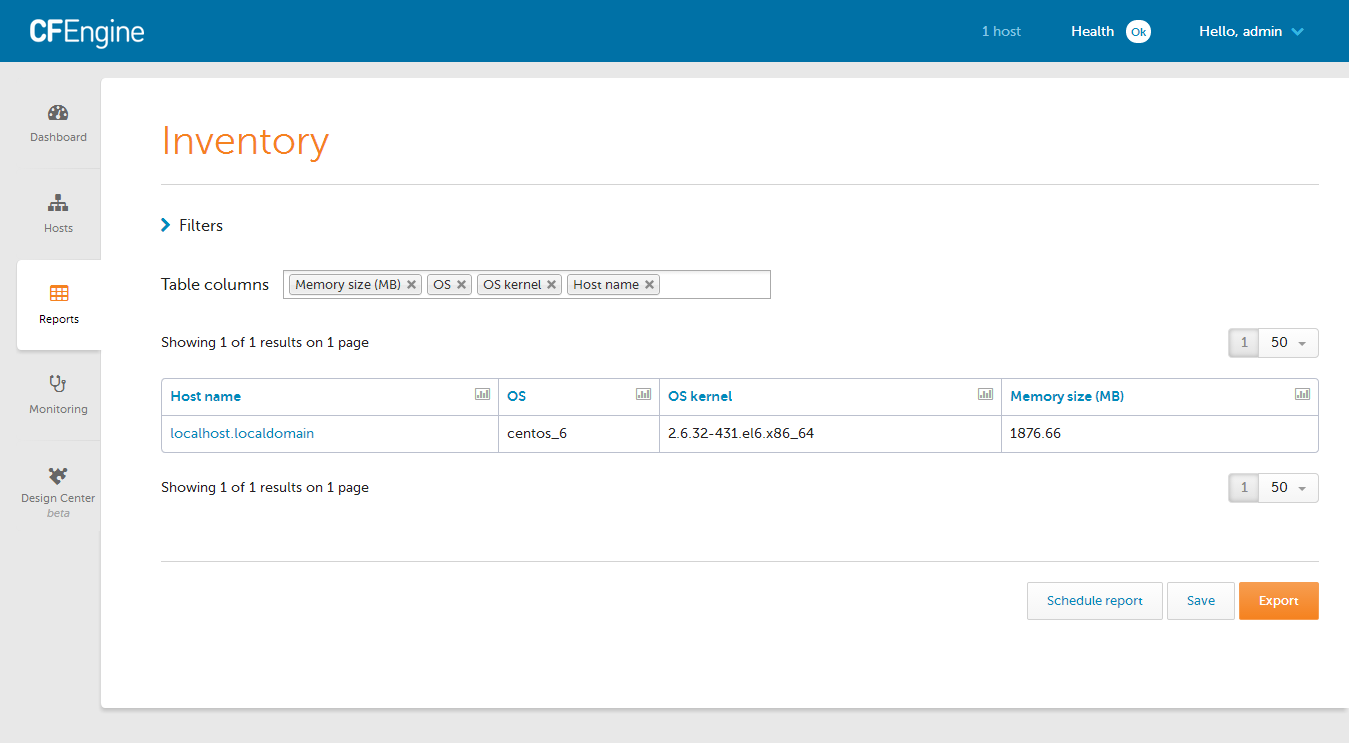 CFEngine
1 host
Health Ok
Hello, admin
Dashboard
Hosts
Reports
Monitoring
Design Center
beta
Inventory
Filters
Table columns
Memory size (MB) OS OS kernel Host name
Showing 1 of 1 results on 1 page
1 50
Host name OS OS kernel Memory size (MB)
localhost.localdomain centos_6 2.6.32-431.el6.x86_64 1876.66
Showing 1 of 1 results on 1 page
1 50
Schedule report Save Export